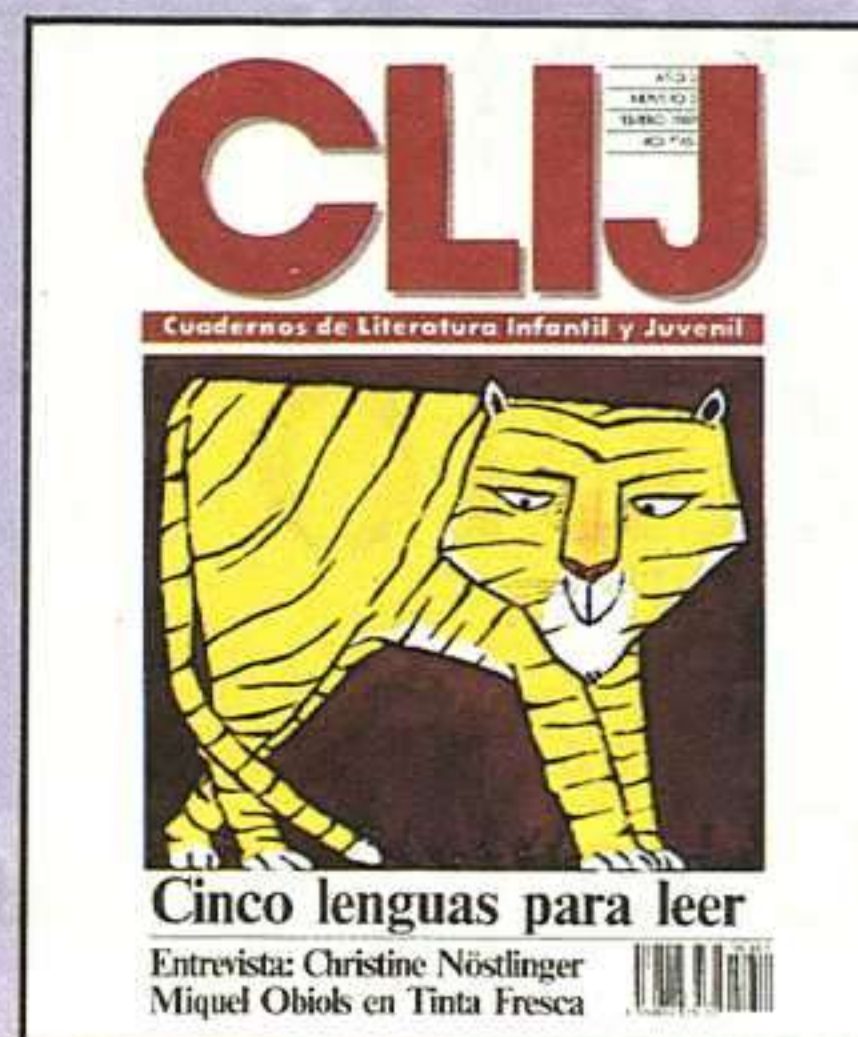 CLIJ
Cuadernos de Literatura Infantil y Juvenil
Cinco lenguas para leer
Entrevista: Christine Nöstlinger
Miquel Obiols en Tinta Fresca